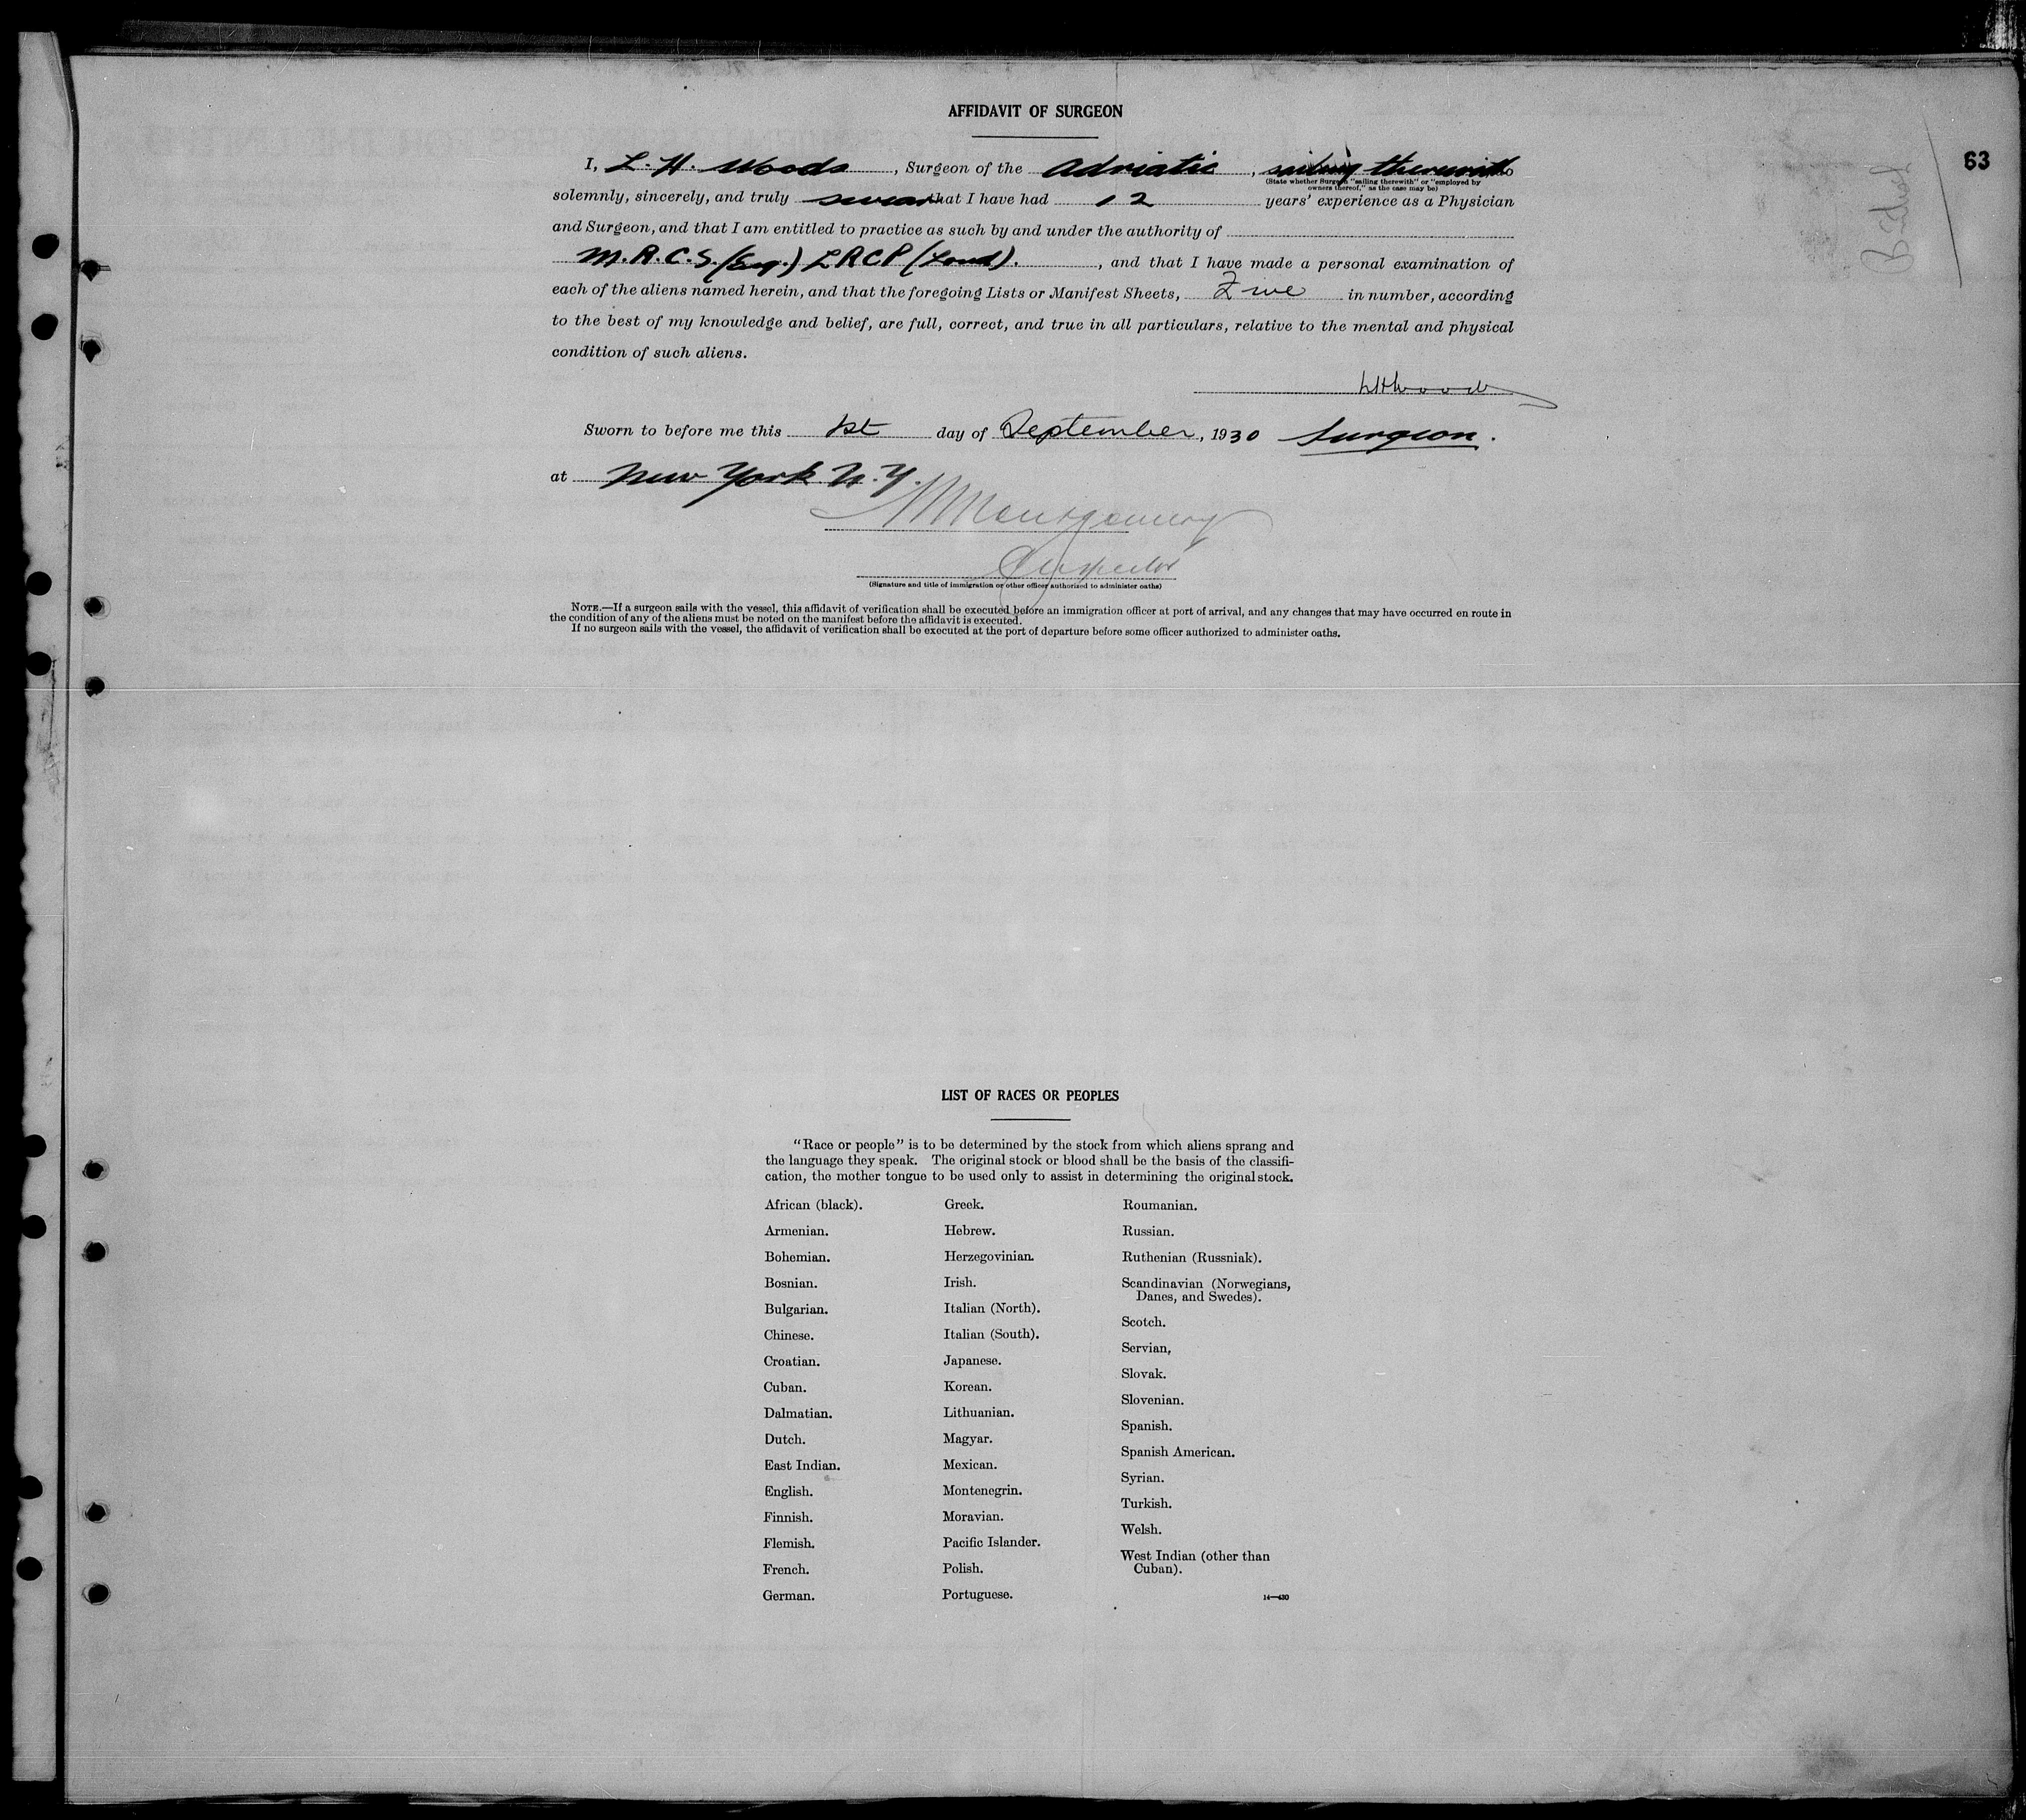 63
AFFIDAVIT OF SURGEON
I, L. H. Woods, Surgeon of the Adriatic, sailing therewith
(State whether Surgeon "sailing therewith" or "employed by
owners thereof," as the case may be)
solemnly, sincerely, and truly swear that I have had 12 years' experience as a Physician
and Surgeon, and that I am entitled to practice as such by and under the authority of
M.R.C.S. (Eng.) LRCP (Lond)., and that I have made a personal examination of
each of the aliens named herein, and that the foregoing Lists or Manifest Sheets, in number, according
to the best of my knowledge and belief, are full, correct, and true in all particulars, relative to the mental and physical
condition of such aliens.
LHWoods
Sworn to before me this 1st day of September, 1930 Surgeon.
at New York N.Y.
Montgomery
Inspector
(Signature and title of immigration or other officer authorized to administer oaths)
NOTE.—If a surgeon sails with the vessel, this affidavit of verification shall be executed before an immigration officer at port of arrival, and any changes that may have occurred en route in
the condition of any of the aliens must be noted on the manifest before the affidavit is executed.
If no surgeon sails with the vessel, the affidavit of verification shall be executed at the port of departure before some officer authorized to administer oaths.
LIST OF RACES OR PEOPLES
"Race or people" is to be determined by the stock from which aliens sprang and
the language they speak. The original stock or blood shall be the basis of the classifi-
cation, the mother tongue to be used only to assist in determining the original stock.
African (black).
Armenian.
Bohemian.
Bosnian.
Bulgarian.
Chinese.
Croatian.
Cuban.
Dalmatian.
Dutch.
East Indian.
English.
Finnish.
Flemish.
French.
German.
Greek.
Hebrew.
Herzegovinian.
Irish.
Italian (North).
Italian (South).
Japanese.
Korean.
Lithuanian.
Magyar.
Mexican.
Montenegrin.
Moravian.
Pacific Islander.
Polish.
Portuguese.
Roumanian.
Russian.
Ruthenian (Russniak).
Scandinavian (Norwegians,
Danes, and Swedes).
Scotch.
Servian,
Slovak.
Slovenian.
Spanish.
Spanish American.
Syrian.
Turkish.
Welsh.
West Indian (other than
Cuban).
14—430